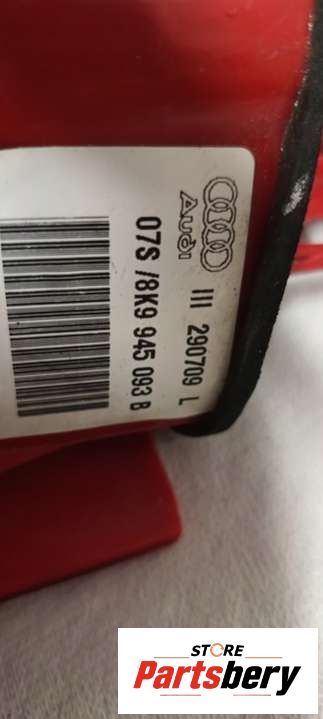 Audi
III 290709 L
07S /8K9 945 093 B
STORE
Partsbery